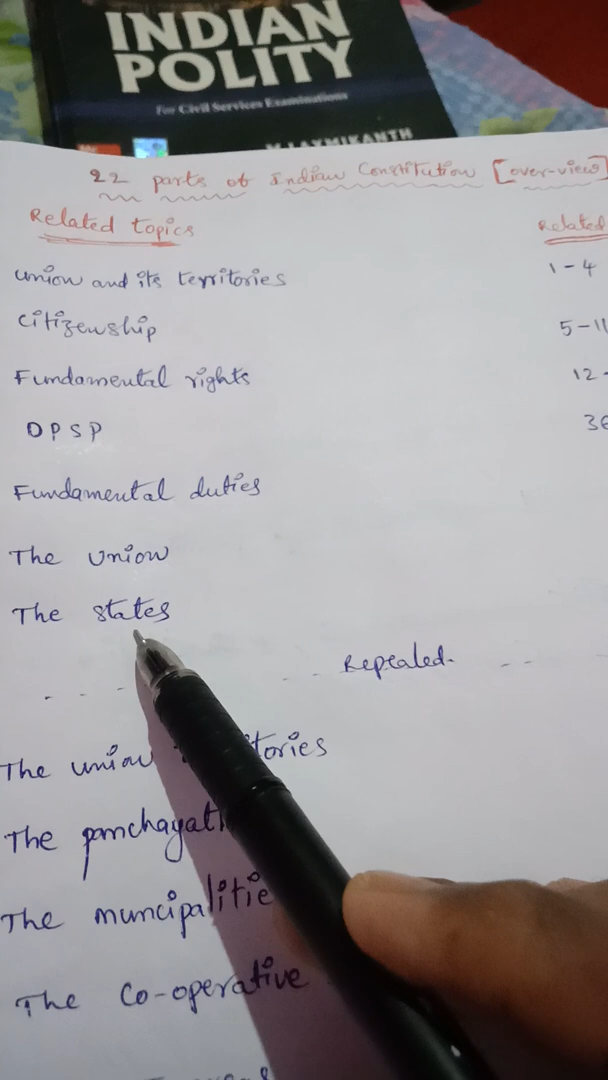 INDIAN
POLITY
For Civil Services Examinations
M LAXMIKANTH
22 parts of Indian Constitution [over-view]
Related topics
Related
Union and its territories
1-4
Citizenship
5-11
Fundamental rights
12-
DPSP
36
Fundamental duties
The Union
The states
- - - - - Repealed. - -
The union tories
The panchayat
The muncipalitie
The Co-operative